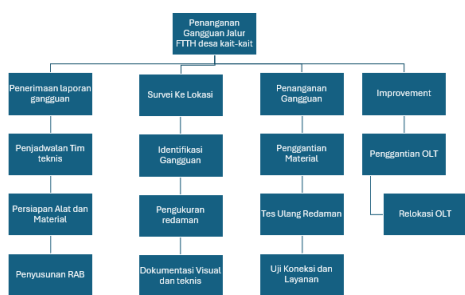 Penanganan
Gangguan Jalur
FTTH desa kait-kait
Penerimaan laporan
gangguan
Penjadwalan Tim
teknis
Persiapan Alat dan
Material
Penyusunan RAB
Survei Ke Lokasi
Identifikasi
Gangguan
Pengukuran
redaman
Dokumentasi Visual
dan teknis
Penanganan
Gangguan
Penggantian
Material
Tes Ulang Redaman
Uji Koneksi dan
Layanan
Improvement
Penggantian OLT
Relokasi OLT